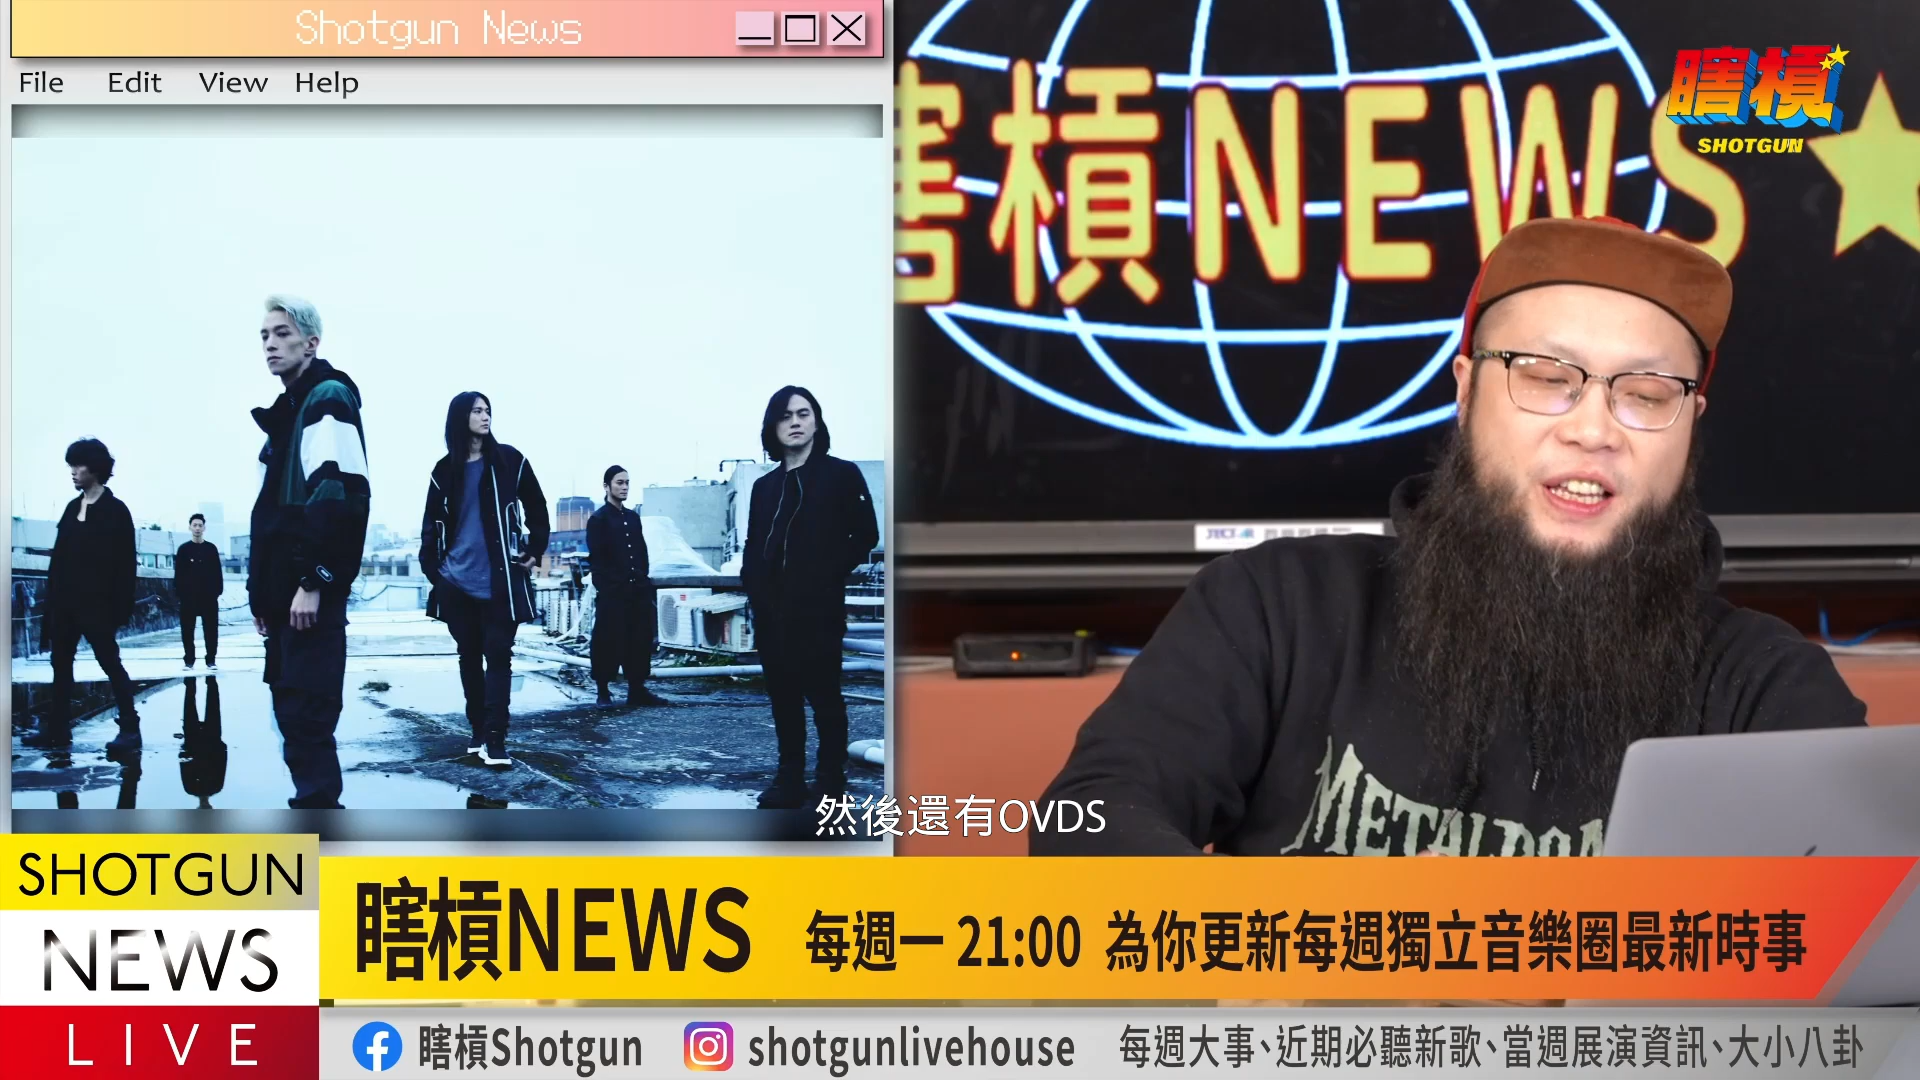 Shotgun News
File Edit View Help
瞎槓NEWS
瞎槓
SHOTGUN
然後還有OVDS
SHOTGUN
NEWS
LIVE
瞎槓NEWS 每週一 21:00 為你更新每週獨立音樂圈最新時事
瞎槓Shotgun shotgunlivehouse 每週大事、近期必聽新歌、當週展演資訊、大小八卦